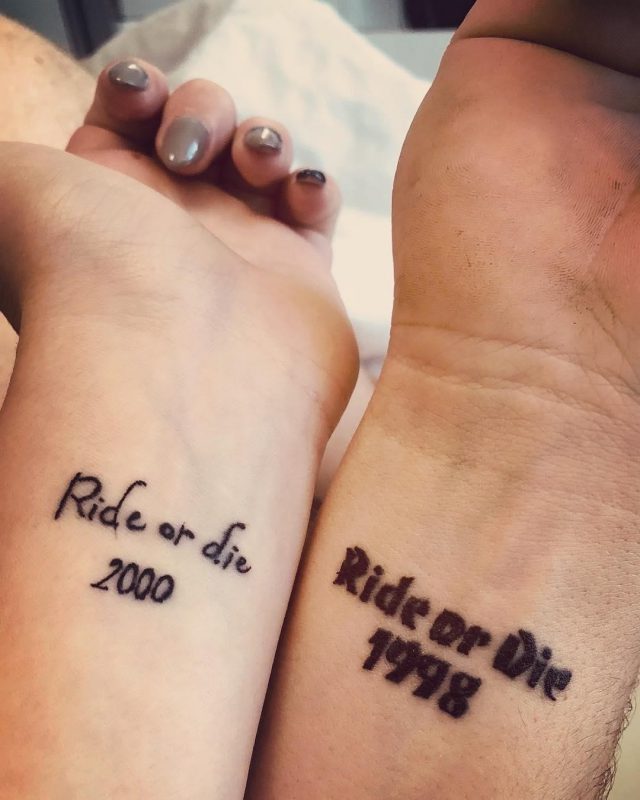 Ride or die
2000
Ride or Die
1998